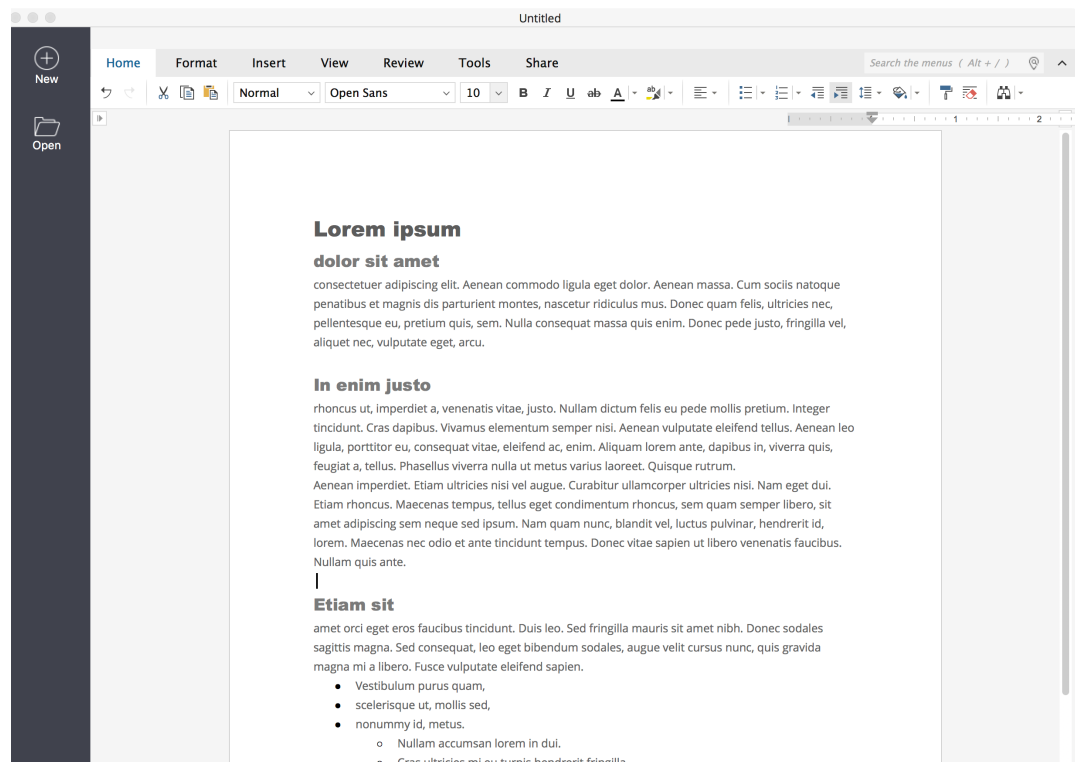 Untitled
New
Open
Home Format Insert View Review Tools Share
Search the menus ( Alt + / )
Normal Open Sans 10 B I U ab A ab
1 2
Lorem ipsum
dolor sit amet
consectetuer adipiscing elit. Aenean commodo ligula eget dolor. Aenean massa. Cum sociis natoque
penatibus et magnis dis parturient montes, nascetur ridiculus mus. Donec quam felis, ultricies nec,
pellentesque eu, pretium quis, sem. Nulla consequat massa quis enim. Donec pede justo, fringilla vel,
aliquet nec, vulputate eget, arcu.
In enim justo
rhoncus ut, imperdiet a, venenatis vitae, justo. Nullam dictum felis eu pede mollis pretium. Integer
tincidunt. Cras dapibus. Vivamus elementum semper nisi. Aenean vulputate eleifend tellus. Aenean leo
ligula, porttitor eu, consequat vitae, eleifend ac, enim. Aliquam lorem ante, dapibus in, viverra quis,
feugiat a, tellus. Phasellus viverra nulla ut metus varius laoreet. Quisque rutrum.
Aenean imperdiet. Etiam ultricies nisi vel augue. Curabitur ullamcorper ultricies nisi. Nam eget dui.
Etiam rhoncus. Maecenas tempus, tellus eget condimentum rhoncus, sem quam semper libero, sit
amet adipiscing sem neque sed ipsum. Nam quam nunc, blandit vel, luctus pulvinar, hendrerit id,
lorem. Maecenas nec odio et ante tincidunt tempus. Donec vitae sapien ut libero venenatis faucibus.
Nullam quis ante.
Etiam sit
amet orci eget eros faucibus tincidunt. Duis leo. Sed fringilla mauris sit amet nibh. Donec sodales
sagittis magna. Sed consequat, leo eget bibendum sodales, augue velit cursus nunc, quis gravida
magna mi a libero. Fusce vulputate eleifend sapien.
● Vestibulum purus quam,
● scelerisque ut, mollis sed,
● nonummy id, metus.
○ Nullam accumsan lorem in dui.
○ Cras ultricies mi eu turpis hendrerit fringilla.